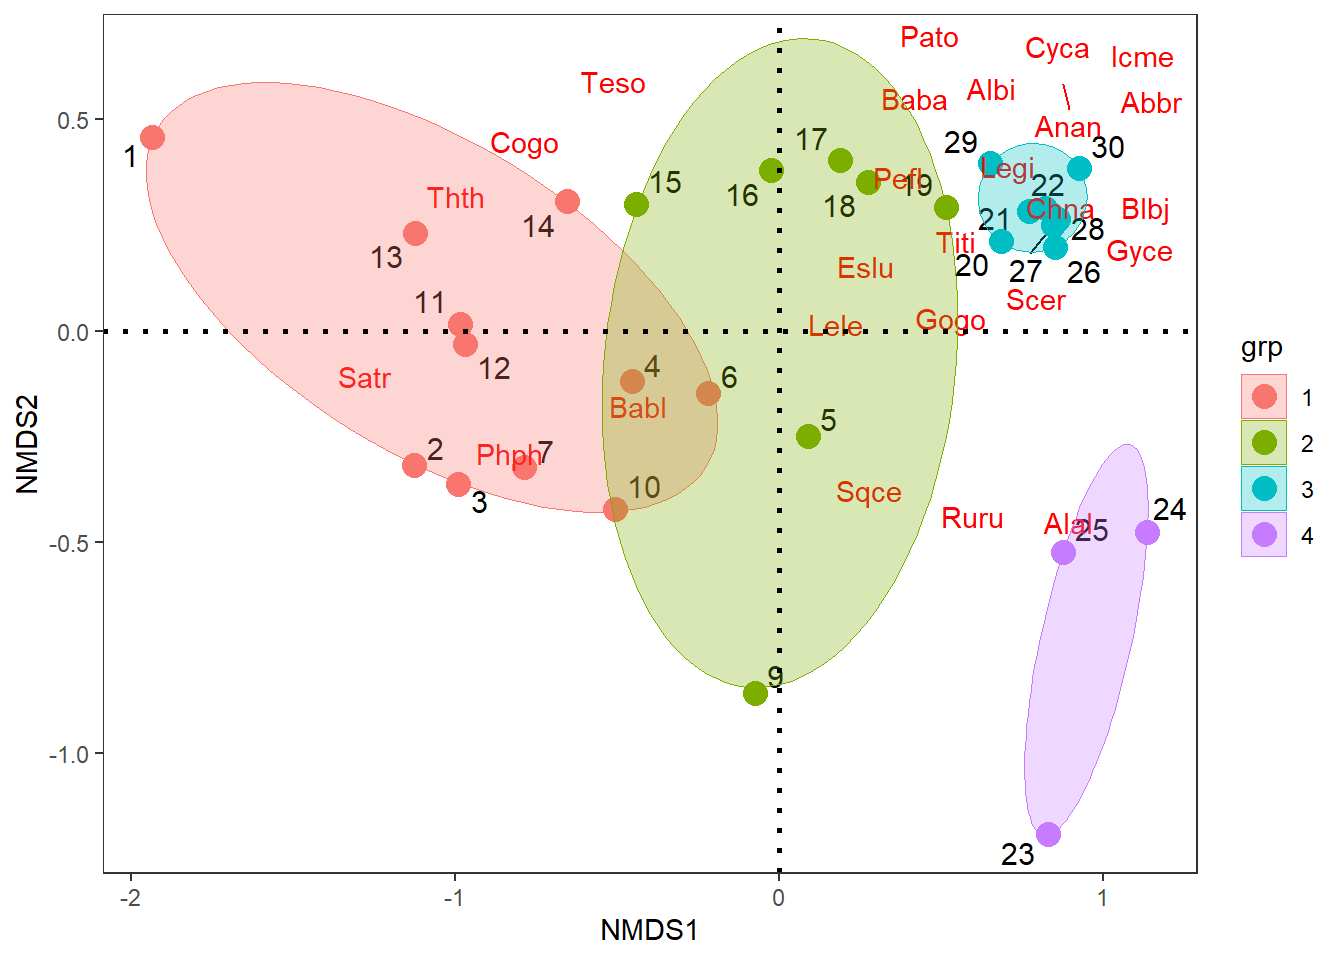 Pato
Cyca
Icme
Teso
Albi
Baba
Abbr
0.5
Anan
1
Cogo
17
29
30
15
16
Pefl
19
Legi
22
Thth
18
14
21
Chna
Blbj
13
Titi
20
28
Gyce
Eslu
27
26
11
Scer
0.0
Lele
Gogo
12
4
6
Satr
Babl
5
2
Phph
7
3
10
Sqce
Ruru
Alal
25
24
-0.5
9
-1.0
23
-2
-1
0
1
NMDS1
NMDS2
grp
1
2
3
4